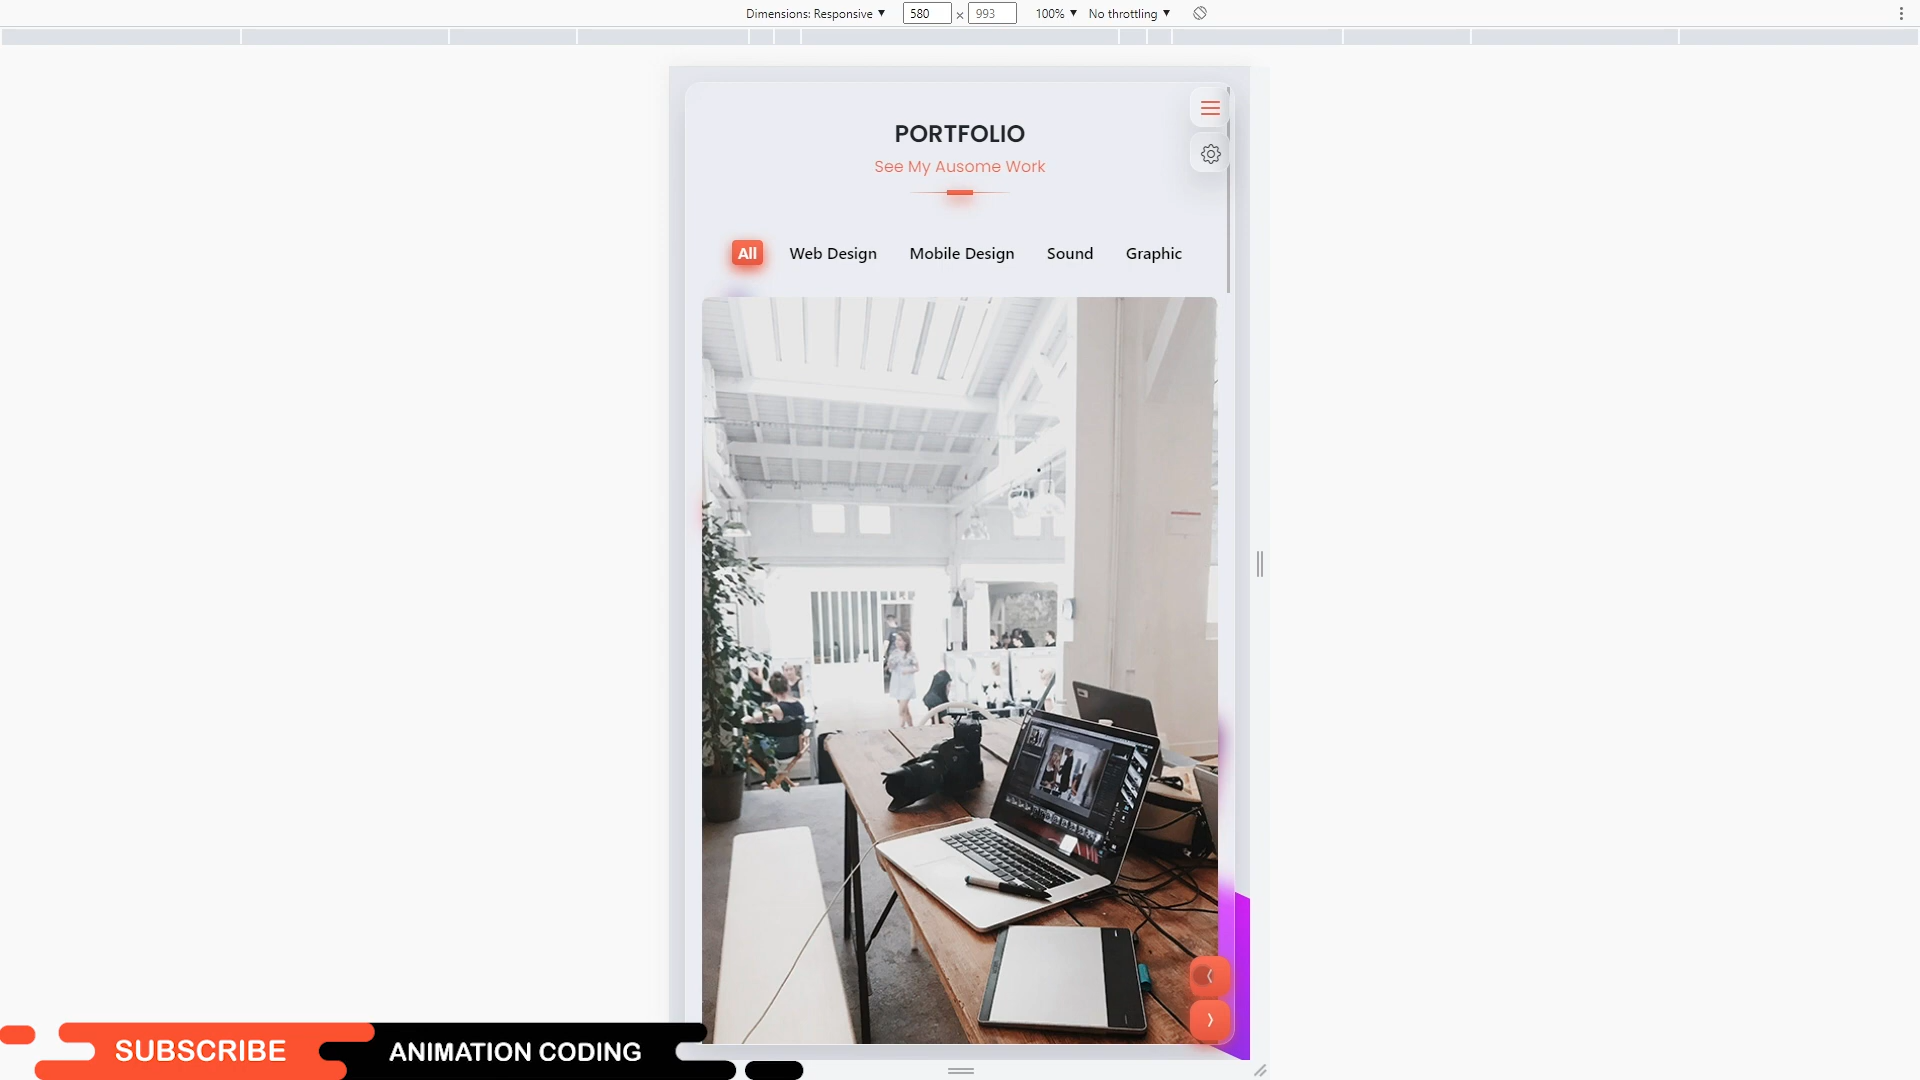 Dimensions: Responsive ▼ 580 × 993 100% ▼ No throttling ▼
PORTFOLIO
See My Ausome Work
All Web Design Mobile Design Sound Graphic
SUBSCRIBE ANIMATION CODING